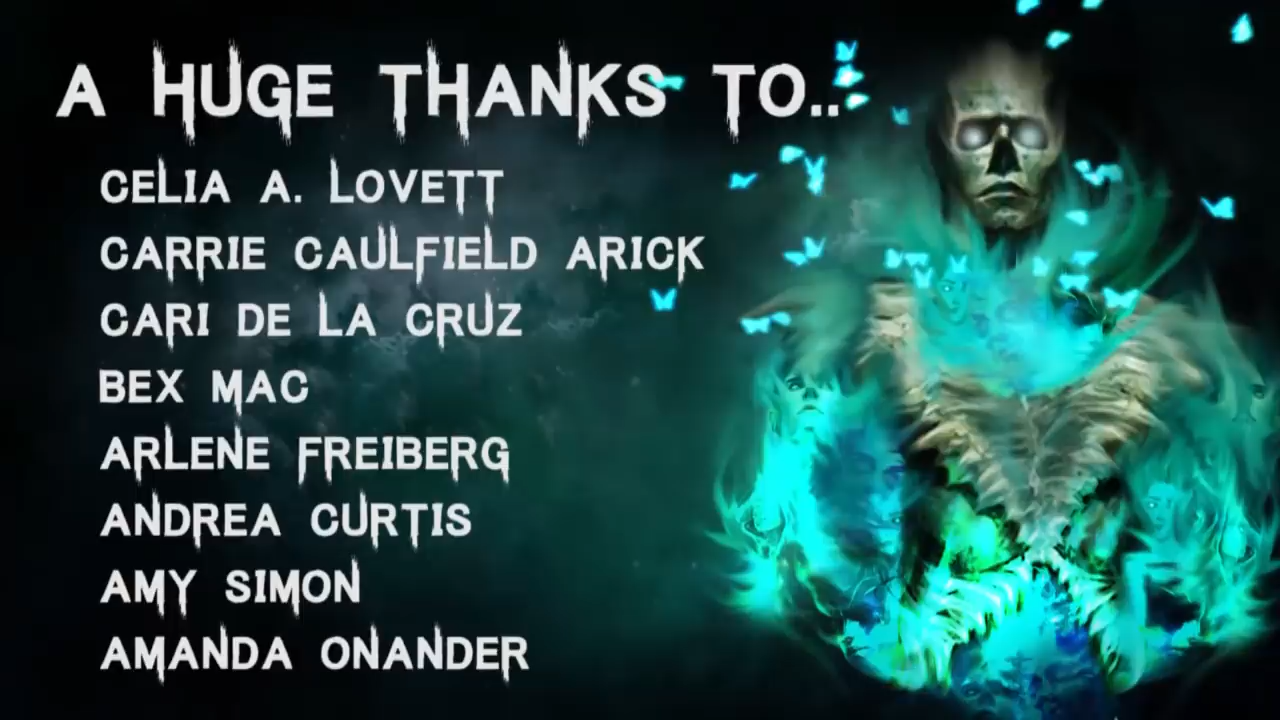 A HUGE THANKS TO..
CELIA A. LOVETT
CARRIE CAULFIELD ARICK
CARI DE LA CRUZ
BEX MAC
ARLENE FREIBERG
ANDREA CURTIS
AMY SIMON
AMANDA ONANDER